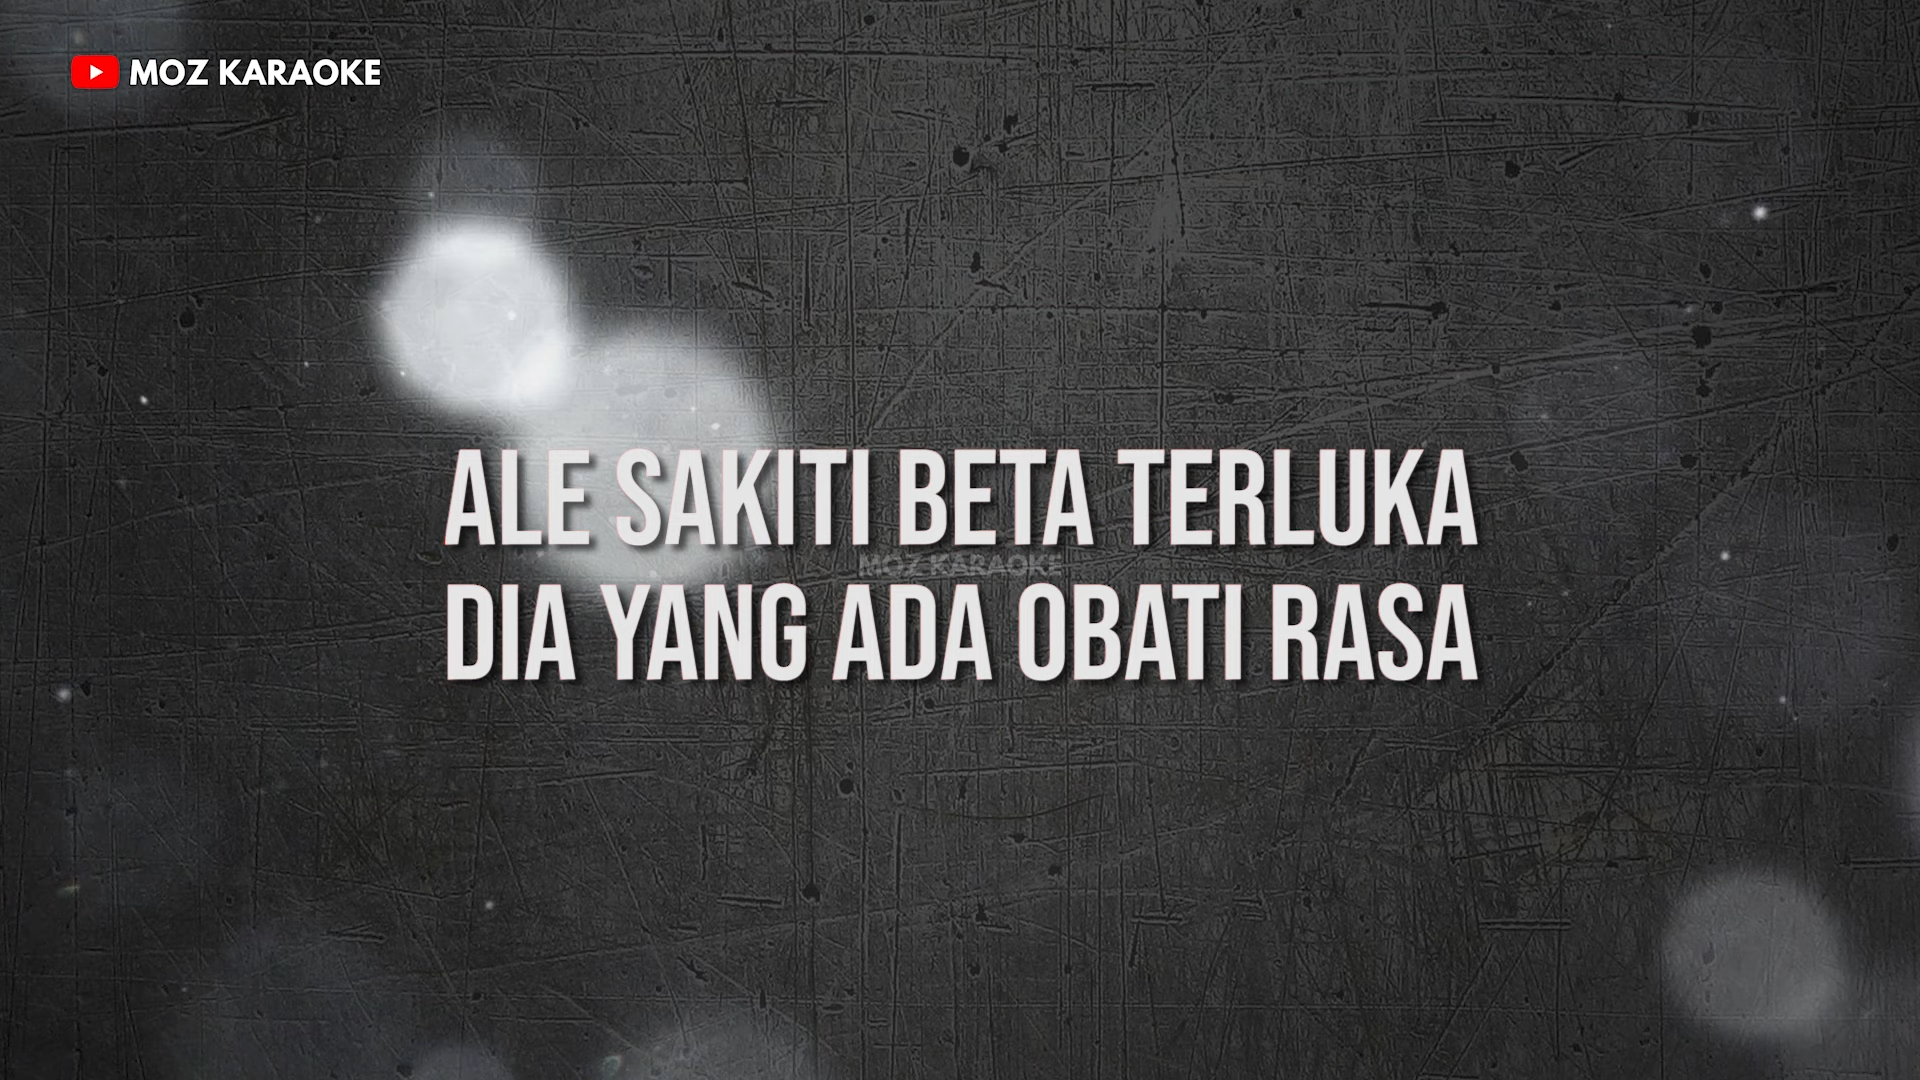 MOZ KARAOKE
ALE SAKITI BETA TERLUKA
MOZ KARAOKE
DIA YANG ADA OBATI RASA